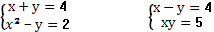 x + y = 4
x² - y = 2
x - y = 4
xy = 5